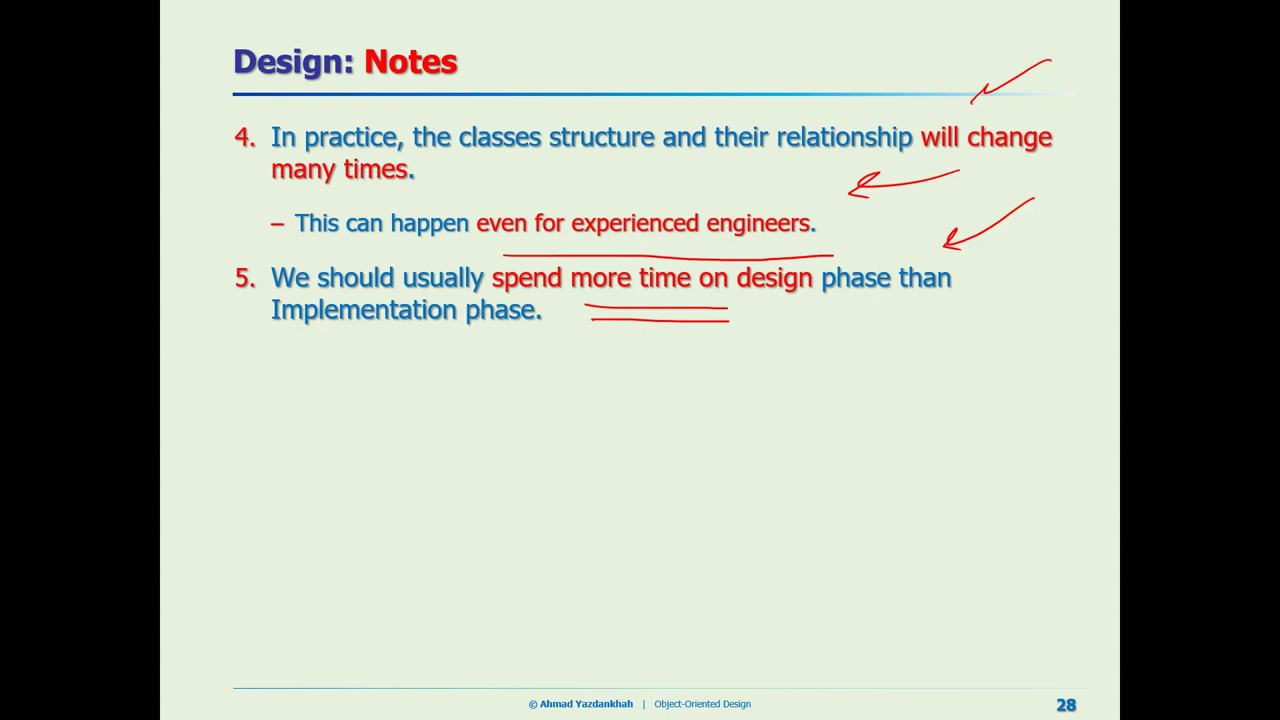 Design: Notes
4. In practice, the classes structure and their relationship will change
many times.
– This can happen even for experienced engineers.
5. We should usually spend more time on design phase than
Implementation phase.
© Ahmad Yazdankhah | Object-Oriented Design
28